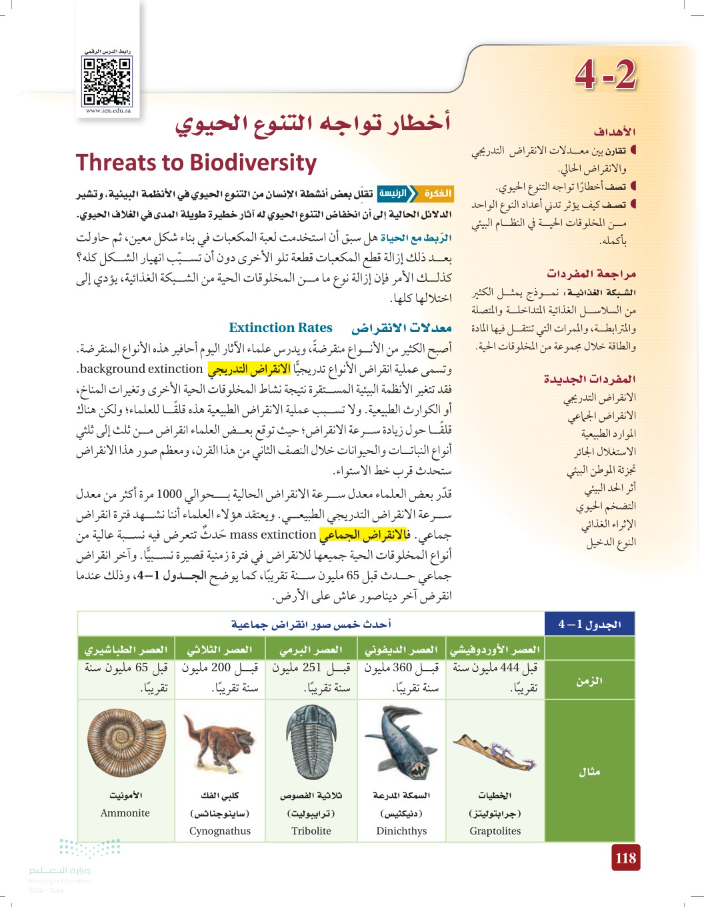 رابط الدرس الرقمي
www.ien.edu.sa
4-2
أخطار تواجه التنوع الحيوي
Threats to Biodiversity
الأهداف
تقارن بين معدلات الانقراض التدريجي
والانقراض الحالي.
تصف أخطارًا تواجه التنوع الحيوي.
تصف كيف يؤثر تدني أعداد النوع الواحد
من المخلوقات الحية في النظام البيئي
بأكمله.
مراجعة المفردات
الشبكة الغذائية: نموذج يمثل الكثير
من السلاسل الغذائية المتداخلة والمتصلة
والمترابطة، والممرات التي تنتقل فيها المادة
والطاقة خلال مجموعة من المخلوقات الحية.
المفردات الجديدة
الانقراض التدريجي
الانقراض الجماعي
الموارد الطبيعية
الاستغلال الجائر
تجزئة الموطن البيئي
أثر الحد البيئي
التضخم الحيوي
الإثراء الغذائي
النوع الدخيل
الفكرة الرئيسة تقلل بعض أنشطة الإنسان من التنوع الحيوي في الأنظمة البيئية، وتشير
الدلائل الحالية إلى أن انخفاض التنوع الحيوي له آثار خطيرة طويلة المدى في الغلاف الحيوي.
الربط مع الحياة هل سبق أن استخدمت لعبة المكعبات في بناء شكل معين، ثم حاولت
بعد ذلك إزالة قطع المكعبات قطعة تلو الأخرى دون أن تسبّب انهيار الشكل كله؟
كذلك الأمر فإن إزالة نوع ما من المخلوقات الحية من الشبكة الغذائية، يؤدي إلى
اختلالها كلها.
معدلات الانقراض Extinction Rates
أصبح الكثير من الأنواع منقرضةً، ويدرس علماء الآثار اليوم أحافير هذه الأنواع المنقرضة.
وتسمى عملية انقراض الأنواع تدريجيًّا الانقراض التدريجي background extinction.
فقد تتغير الأنظمة البيئية المستقرة نتيجة نشاط المخلوقات الحية الأخرى وتغيرات المناخ،
أو الكوارث الطبيعية. ولا تسبب عملية الانقراض الطبيعية هذه قلقًا للعلماء؛ ولكن هناك
قلقًا حول زيادة سرعة الانقراض؛ حيث توقع بعض العلماء انقراض من ثلث إلى ثلثي
أنواع النباتات والحيوانات خلال النصف الثاني من هذا القرن، ومعظم صور هذا الانقراض
ستحدث قرب خط الاستواء.
قدّر بعض العلماء معدل سرعة الانقراض الحالية بـحوالي 1000 مرة أكثر من معدل
سرعة الانقراض التدريجي الطبيعي. ويعتقد هؤلاء العلماء أننا نشهد فترة انقراض
جماعي. فالانقراض الجماعي mass extinction حَدثٌ تتعرض فيه نسبة عالية من
أنواع المخلوقات الحية جميعها للانقراض في فترة زمنية قصيرة نسبيًّا. وآخر انقراض
جماعي حدث قبل 65 مليون سنة تقريبًا، كما يوضح الجدول 1–4، وذلك عندما
انقرض آخر ديناصور عاش على الأرض.
الجدول 1–4 أحدث خمس صور انقراض جماعية
العصر الأوردوفيشي العصر الديفوني العصر البرمي العصر الثلاثي العصر الطباشيري
الزمن
قبل 444 مليون سنة تقريبًا.
قبل 360 مليون سنة تقريبًا.
قبل 251 مليون سنة تقريبًا.
قبل 200 مليون سنة تقريبًا.
قبل 65 مليون سنة تقريبًا.
مثال
الخطيات
(جرابتوليتز)
Graptolites
السمكة المدرعة
(دنيكثيس)
Dinichthys
ثلاثية الفصوص
(ترايبوليت)
Tribolite
كلبي الفك
(ساينوجناثس)
Cynognathus
الأمونيت
Ammonite
118
وزارة التعليم
Ministry of Education
2024 - 1446